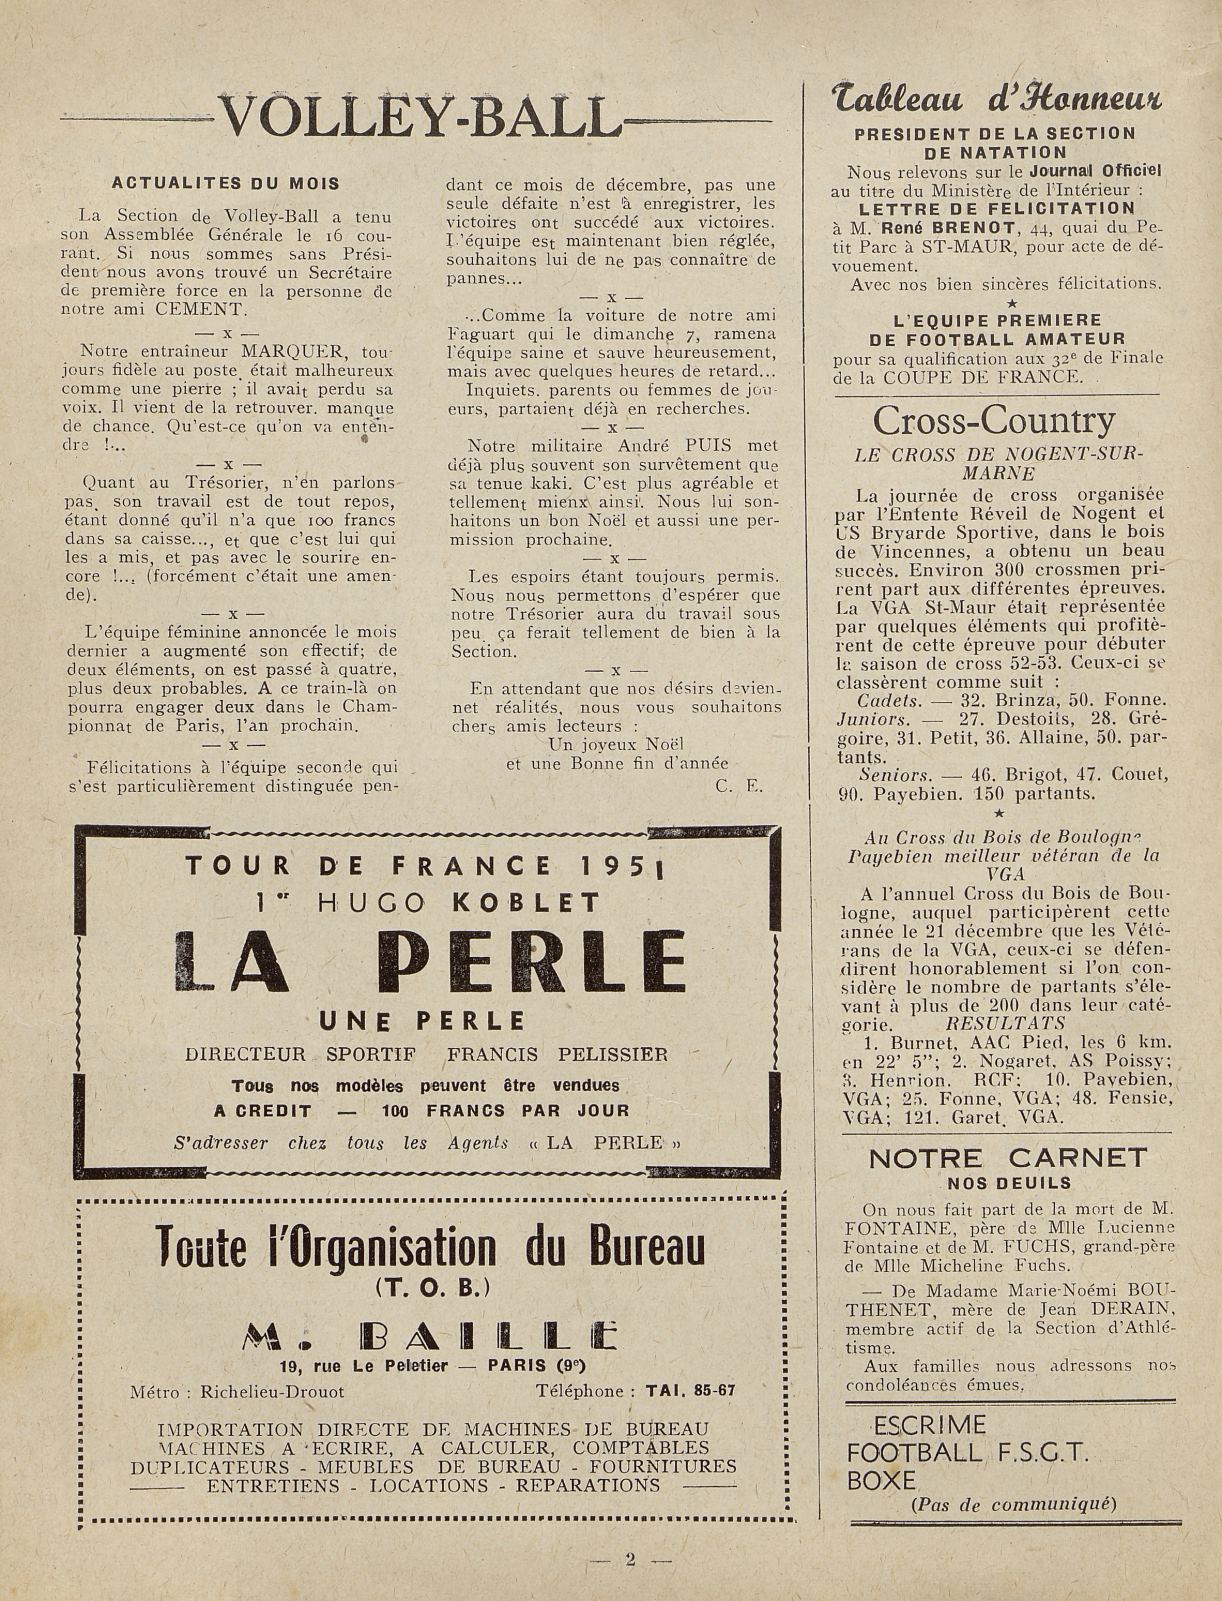 VOLLEY-BALL
ACTUALITES DU MOIS
La Section de Volley-Ball a tenu
son Assemblée Générale le 16 cou-
rant. Si nous sommes sans Prési-
dent nous avons trouvé un Secrétaire
de première force en la personne de
notre ami CEMENT.
— x —
Notre entraîneur MARQUER, tou-
jours fidèle au poste, était malheureux
comme une pierre ; il avait perdu sa
voix. Il vient de la retrouver. manque
de chance. Qu'est-ce qu'on va enten-
dre !...
— x —
Quant au Trésorier, n'en parlons
pas, son travail est de tout repos,
étant donné qu'il n'a que 100 francs
dans sa caisse..., et que c'est lui qui
les a mis, et pas avec le sourire en-
core !... (forcément c'était une amen-
de).
— x —
L'équipe féminine annoncée le mois
dernier a augmenté son effectif; de
deux éléments, on est passé à quatre,
plus deux probables. A ce train-là on
pourra engager deux dans le Cham-
pionnat de Paris, l'an prochain.
— x —
Félicitations à l'équipe seconde qui
s'est particulièrement distinguée pen-
dant ce mois de décembre, pas une
seule défaite n'est à enregistrer, les
victoires ont succédé aux victoires.
L'équipe est maintenant bien réglée,
souhaitons lui de ne pas connaître de
pannes...
— x —
...Comme la voiture de notre ami
Faguart qui le dimanche 7, ramena
l'équipe saine et sauve heureusement,
mais avec quelques heures de retard...
Inquiets. parents ou femmes de jou-
eurs, partaient déjà en recherches.
— x —
Notre militaire André PUIS met
déjà plus souvent son survêtement que
sa tenue kaki. C'est plus agréable et
tellement mieux ainsi. Nous lui sou-
haitons un bon Noël et aussi une per-
mission prochaine.
— x —
Les espoirs étant toujours permis.
Nous nous permettons d'espérer que
notre Trésorier aura du travail sous
peu, ça ferait tellement de bien à la
Section.
— x —
En attendant que nos désirs devien-
net réalités, nous vous souhaitons
chers amis lecteurs :
Un joyeux Noël
et une Bonne fin d'année
C. E.
TOUR DE FRANCE 1951
1er HUGO KOBLET
LA PERLE
UNE PERLE
DIRECTEUR SPORTIF FRANCIS PELISSIER
Tous nos modèles peuvent être vendues
A CREDIT — 100 FRANCS PAR JOUR
S'adresser chez tous les Agents « LA PERLE »
Toute l'Organisation du Bureau
(T. O. B.)
M. BAILLE
19, rue Le Peletier — PARIS (9e)
Métro : Richelieu-Drouot Téléphone : TAI. 85-67
IMPORTATION DIRECTE DE MACHINES DE BUREAU
MACHINES A ECRIRE, A CALCULER, COMPTABLES
DUPLICATEURS - MEUBLES DE BUREAU - FOURNITURES
ENTRETIENS - LOCATIONS - REPARATIONS
Tableau d'Honneur
PRESIDENT DE LA SECTION
DE NATATION
Nous relevons sur le Journal Officiel
au titre du Ministère de l'Intérieur :
LETTRE DE FELICITATION
à M. René BRENOT, 44, quai du Pe-
tit Parc à ST-MAUR, pour acte de dé-
vouement.
Avec nos bien sincères félicitations.
★
L'EQUIPE PREMIERE
DE FOOTBALL AMATEUR
pour sa qualification aux 32e de Finale
de la COUPE DE FRANCE.
Cross-Country
LE CROSS DE NOGENT-SUR-
MARNE
La journée de cross organisée
par l'Entente Réveil de Nogent et
US Bryarde Sportive, dans le bois
de Vincennes, a obtenu un beau
succès. Environ 300 crossmen pri-
rent part aux différentes épreuves.
La VGA St-Maur était représentée
par quelques éléments qui profitè-
rent de cette épreuve pour débuter
la saison de cross 52-53. Ceux-ci se
classèrent comme suit :
Cadets. — 32. Brinza, 50. Fonne.
Juniors. — 27. Destoits, 28. Gré-
goire, 31. Petit, 36. Allaine, 50. par-
tants.
Seniors. — 46. Brigot, 47. Couet,
90. Payebien. 150 partants.
★
Au Cross du Bois de Boulogne
Payebien meilleur vétéran de la
VGA
A l'annuel Cross du Bois de Bou-
logne, auquel participèrent cette
année le 21 décembre que les Vété-
rans de la VGA, ceux-ci se défen-
dirent honorablement si l'on con-
sidère le nombre de partants s'éle-
vant à plus de 200 dans leur caté-
gorie. RESULTATS
1. Burnet, AAC Pied, les 6 km.
en 22' 5"; 2. Nogaret, AS Poissy;
3. Henrion, RCF; 10. Payebien,
VGA; 25. Fonne, VGA; 48. Fensie,
VGA; 121. Garet, VGA.
NOTRE CARNET
NOS DEUILS
On nous fait part de la mort de M.
FONTAINE, père de Mlle Lucienne
Fontaine et de M. FUCHS, grand-père
de Mlle Micheline Fuchs.
— De Madame Marie-Noémi BOU-
THENET, mère de Jean DERAIN,
membre actif de la Section d'Athlé-
tisme.
Aux familles nous adressons nos
condoléances émues.
ESCRIME
FOOTBALL F.S.G.T.
BOXE
(Pas de communiqué)
— 2 —